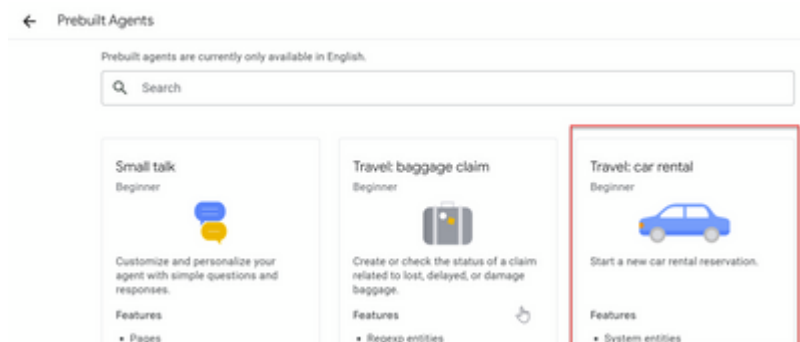 Prebuilt Agents
Prebuilt agents are currently only available in English.
Search
Small talk
Beginner
Customize and personalize your
agent with simple questions and
responses.
Features
• Pages
Travel: baggage claim
Beginner
Create or check the status of a claim
related to lost, delayed, or damage
baggage.
Features
• Regexp entities
Travel: car rental
Beginner
Start a new car rental reservation.
Features
• System entities